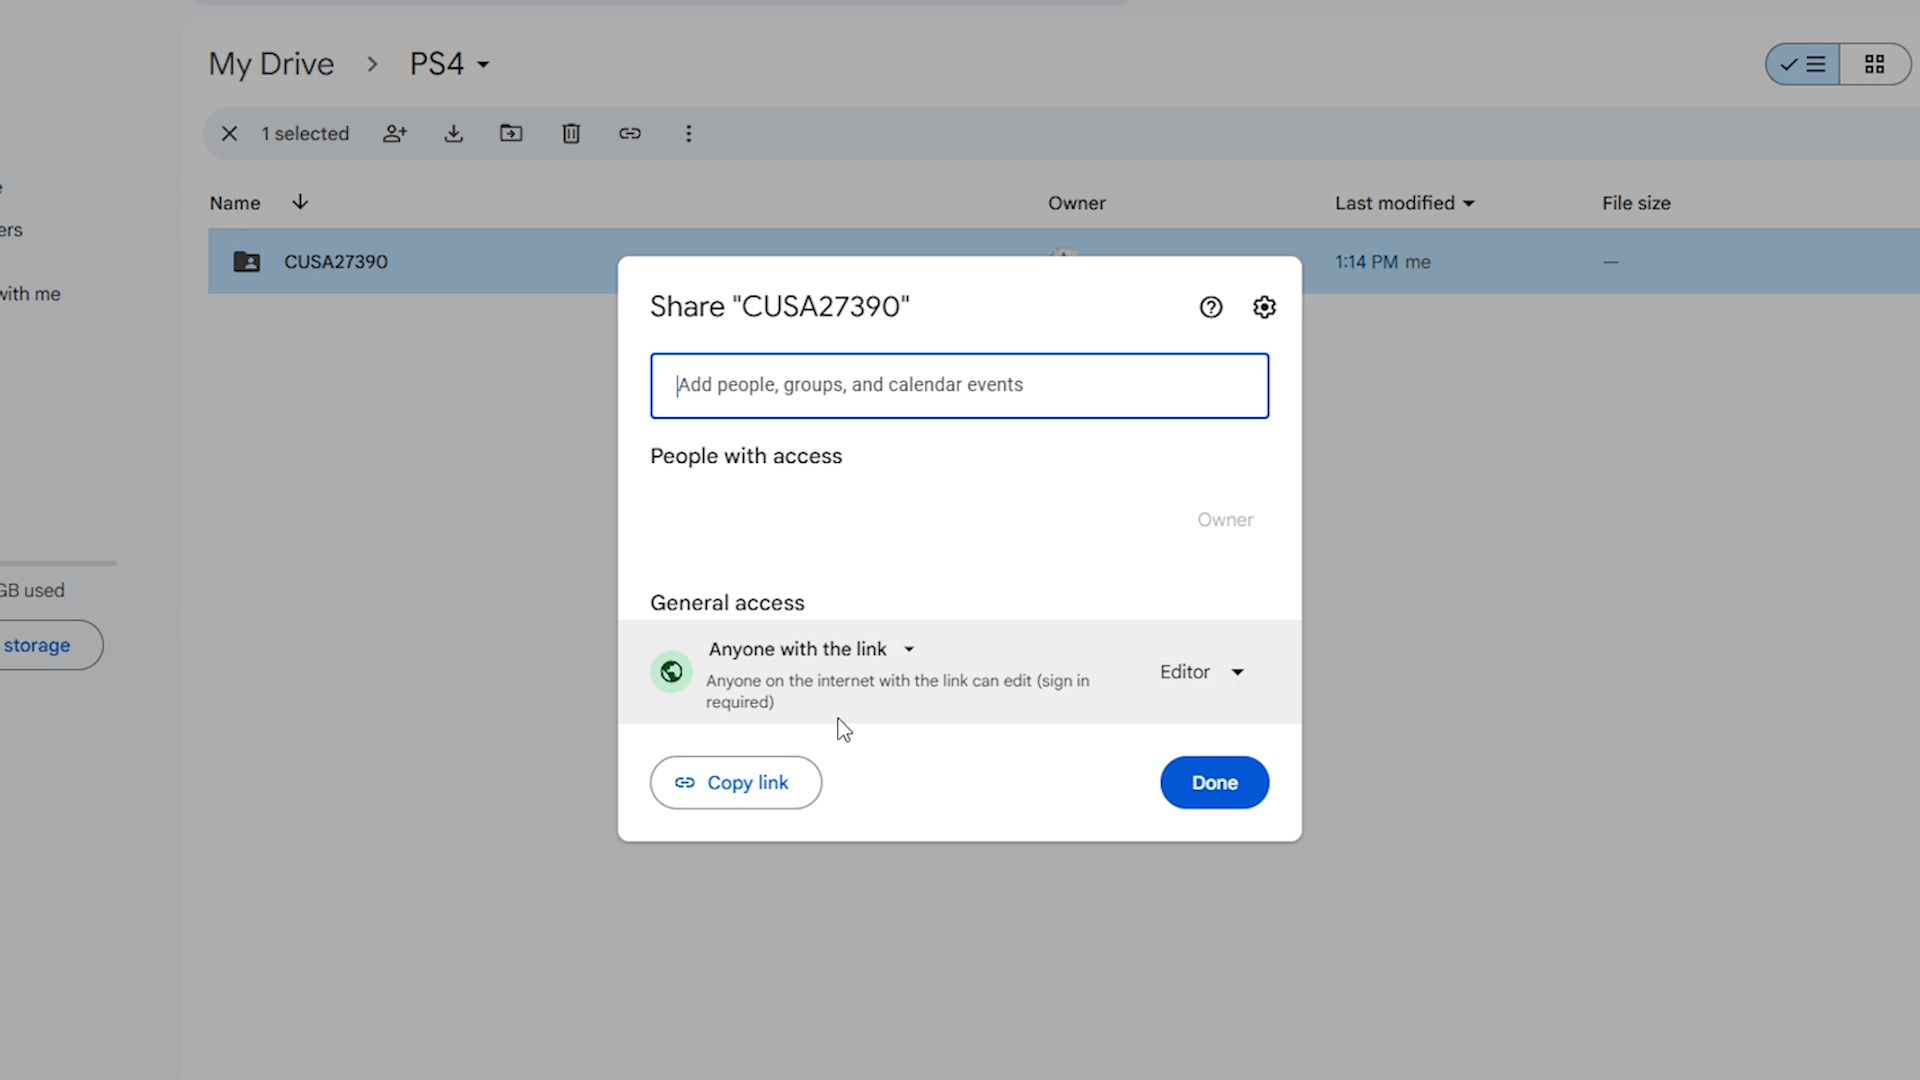 My Drive > PS4
1 selected
Name
Owner
Last modified
File size
CUSA27390
1:14 PM me
—
ers
with me
GB used
storage
Share "CUSA27390"
Add people, groups, and calendar events
People with access
Owner
General access
Anyone with the link
Anyone on the internet with the link can edit (sign in
required)
Editor
Copy link
Done